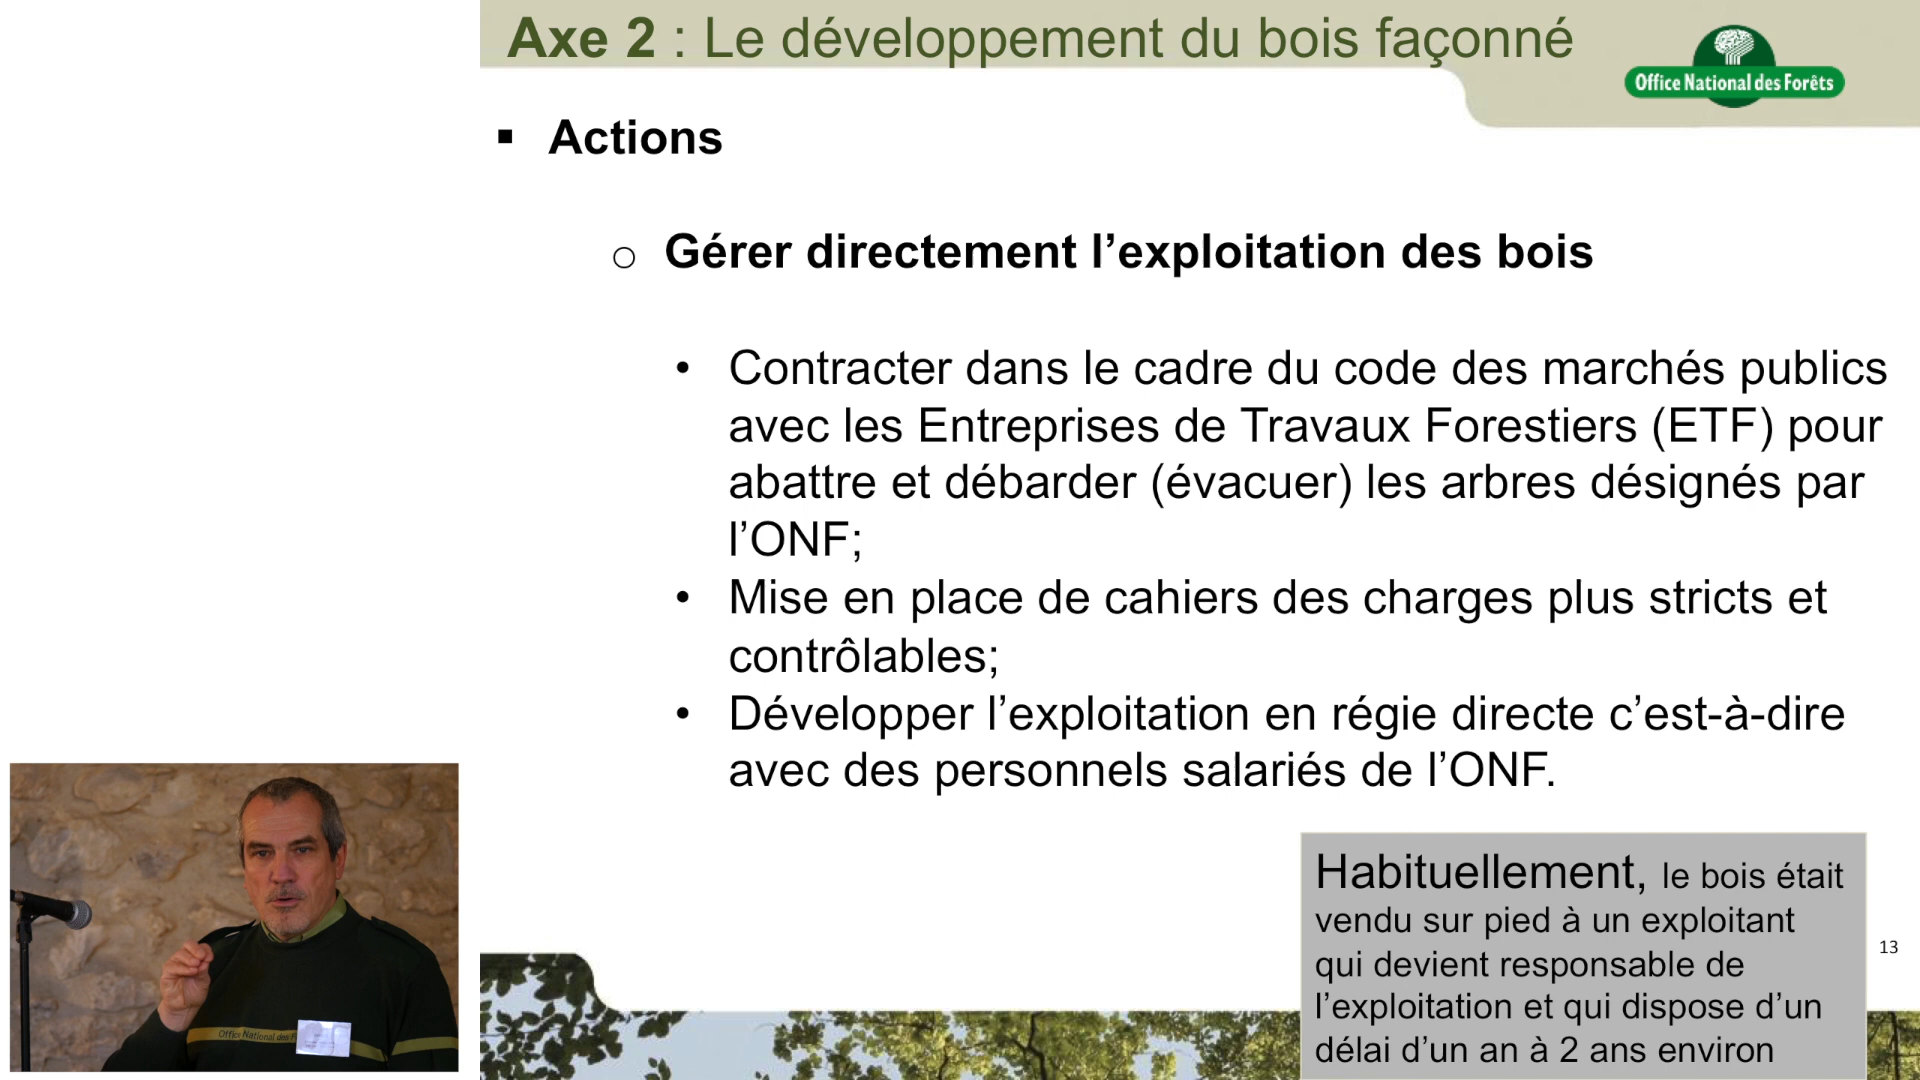 Axe 2 : Le développement du bois façonné
Office National des Forêts
▪ Actions
o Gérer directement l’exploitation des bois
• Contracter dans le cadre du code des marchés publics
avec les Entreprises de Travaux Forestiers (ETF) pour
abattre et débarder (évacuer) les arbres désignés par
l’ONF;
• Mise en place de cahiers des charges plus stricts et
contrôlables;
• Développer l’exploitation en régie directe c’est-à-dire
avec des personnels salariés de l’ONF.
Habituellement, le bois était
vendu sur pied à un exploitant
qui devient responsable de
l’exploitation et qui dispose d’un
délai d’un an à 2 ans environ
13
Office National des